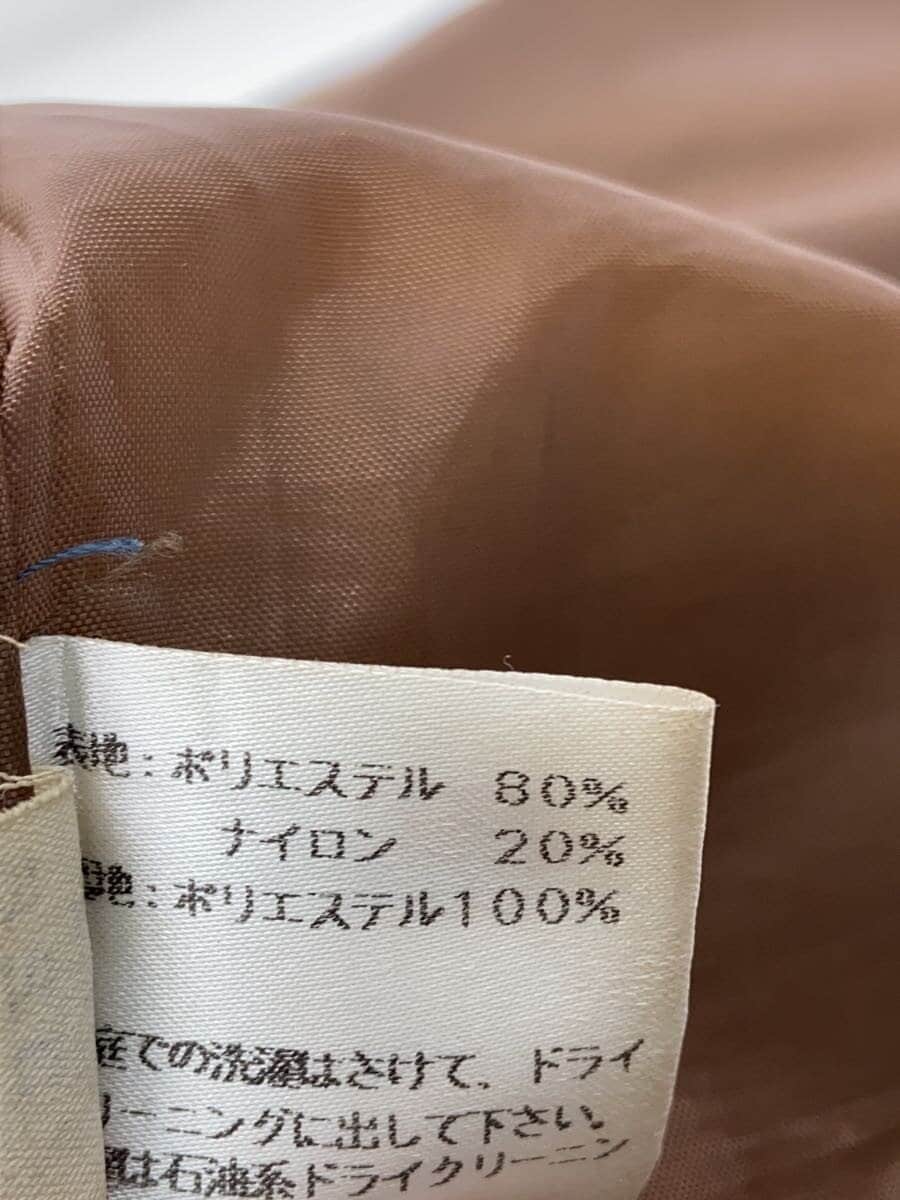 表地：ポリエステル 80%
ナイロン 20%
地：ポリエステル100%
庭での洗濯はさけて、ドライ
リーニングに出して下さい。
は石油系ドライクリーニン